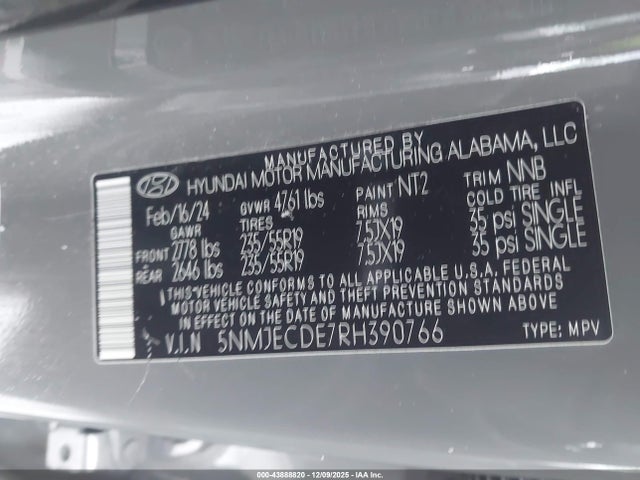 MANUFACTURED BY
HYUNDAI MOTOR MANUFACTURING ALABAMA, LLC
Feb/16/24 GVWR 4761 lbs PAINT NT2 TRIM NNB
GAWR TIRES RIMS COLD TIRE INFL
FRONT 2778 lbs 235/55R19 7.5JX19 35 psi SINGLE
REAR 2646 lbs 235/55R19 7.5JX19 35 psi SINGLE
THIS VEHICLE CONFORMS TO ALL APPLICABLE U.S.A. FEDERAL
MOTOR VEHICLE SAFETY AND THEFT PREVENTION STANDARDS
IN EFFECT ON THE DATE OF MANUFACTURE SHOWN ABOVE
V.I.N 5NMJECDE7RH390766 TYPE: MPV
000-43888820 - 12/09/2025 - IAA Inc.